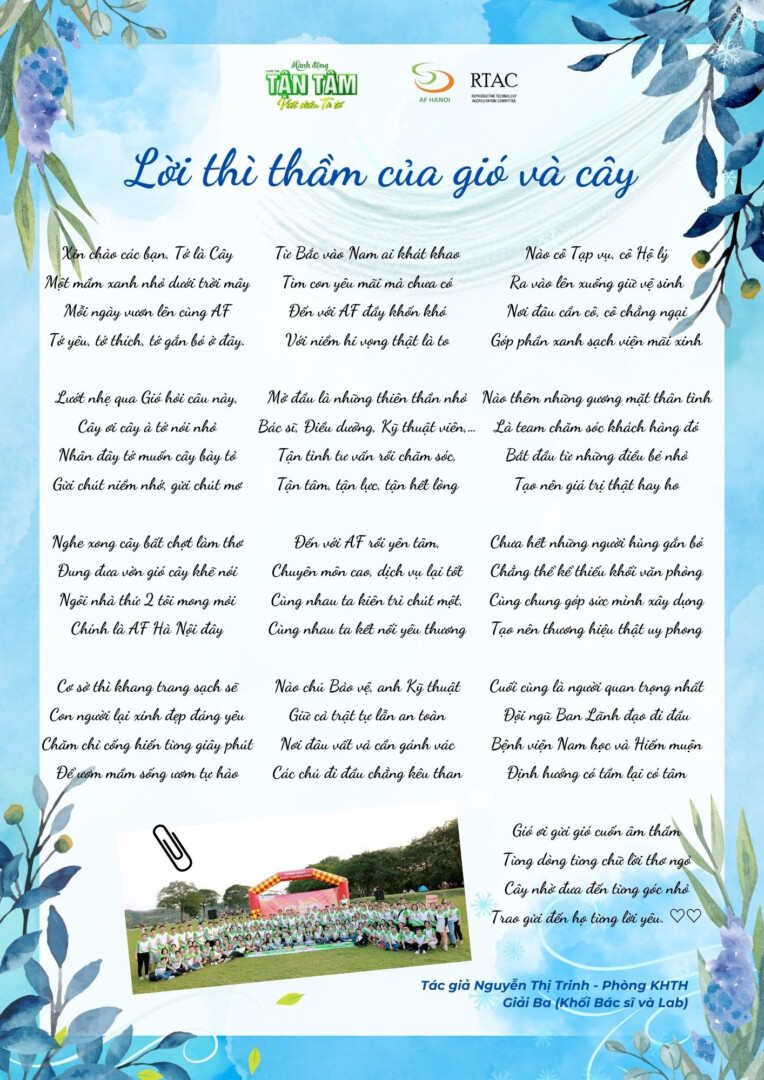 Hành động
TẬN TÂM
AF HANOI
RTAC
REPRODUCTIVE TECHNOLOGY
ACCREDITATION COMMITTEE
Lời thì thầm của gió và cây
Xin chào các bạn, Tớ là Cây
Một mầm xanh nhỏ dưới trời mây
Mỗi ngày vươn lên cùng AF
Tớ yêu, tớ thích, tớ gắn bó ở đây.
Lướt nhẹ qua Gió hỏi câu này,
Cây ơi cây à tớ nói nhỏ
Nhân đây tớ muốn cây bày tỏ
Gửi chút niềm nhớ, gửi chút mơ
Nghe xong cây bất chợt làm thơ
Đung đưa vờn gió cây khẽ nói
Ngôi nhà thứ 2 tôi mong mỏi
Chính là AF Hà Nội đây
Cơ sở thì khang trang sạch sẽ
Con người lại xinh đẹp đáng yêu
Chăm chỉ cống hiến từng giây phút
Để ươm mầm sống ươm tự hào
Từ Bắc vào Nam ai khát khao
Tìm con yêu mãi mà chưa có
Đến với AF đầy khốn khó
Với niềm hi vọng thật là to
Mở đầu là những thiên thần nhỏ
Bác sĩ, Điều dưỡng, Kỹ thuật viên,...
Tận tình tư vấn rồi chăm sóc,
Tận tâm, tận lực, tận hết lòng
Đến với AF rồi yên tâm,
Chuyên môn cao, dịch vụ lại tốt
Cùng nhau ta kiên trì chút một,
Cùng nhau ta kết nối yêu thương
Nào chú Bảo vệ, anh Kỹ thuật
Giữ cả trật tự lẫn an toàn
Nơi đâu vất vả cần gánh vác
Các chú đi đầu chẳng kêu than
Nào cô Tạp vụ, cô Hộ lý
Ra vào lên xuống giữ vệ sinh
Nơi đâu cần cô, cô chẳng ngại
Góp phần xanh sạch viện mãi xinh
Nào thêm những gương mặt thân tình
Là team chăm sóc khách hàng đó
Bắt đầu từ những điều bé nhỏ
Tạo nên giá trị thật hay ho
Chưa hết những người hùng gắn bó
Chẳng thể kể thiếu khối văn phòng
Cùng chung góp sức mình xây dựng
Tạo nên thương hiệu thật uy phong
Cuối cùng là người quan trọng nhất
Đội ngũ Ban Lãnh đạo đi đầu
Bệnh viện Nam học và Hiếm muộn
Định hướng có tầm lại có tâm
Gió ơi gửi gió cuốn âm thầm
Từng dòng từng chữ lời thơ ngỏ
Cây nhờ đưa đến từng góc nhỏ
Trao gửi đến họ từng lời yêu. ♡♡
Tác giả Nguyễn Thị Trinh - Phòng KHTH
Giải Ba (Khối Bác sĩ và Lab)